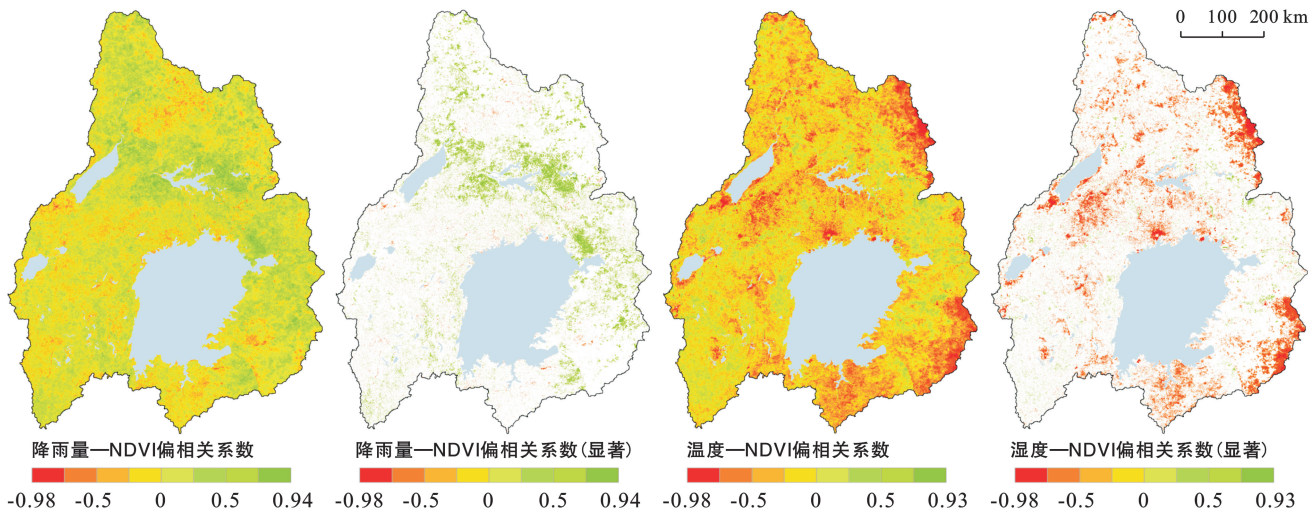 0 100 200 km
降雨量—NDVI偏相关系数
-0.98 -0.5 0 0.5 0.94
降雨量—NDVI偏相关系数(显著)
-0.98 -0.5 0 0.5 0.94
温度—NDVI偏相关系数
-0.98 -0.5 0 0.5 0.93
湿度—NDVI偏相关系数(显著)
-0.98 -0.5 0 0.5 0.93